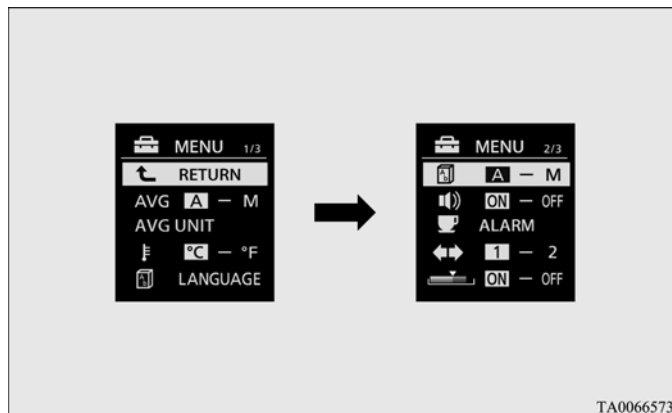 MENU 1/3
RETURN
AVG A – M
AVG UNIT
°C – °F
LANGUAGE
MENU 2/3
A – M
ON – OFF
ALARM
1 – 2
ON – OFF
TA0066573